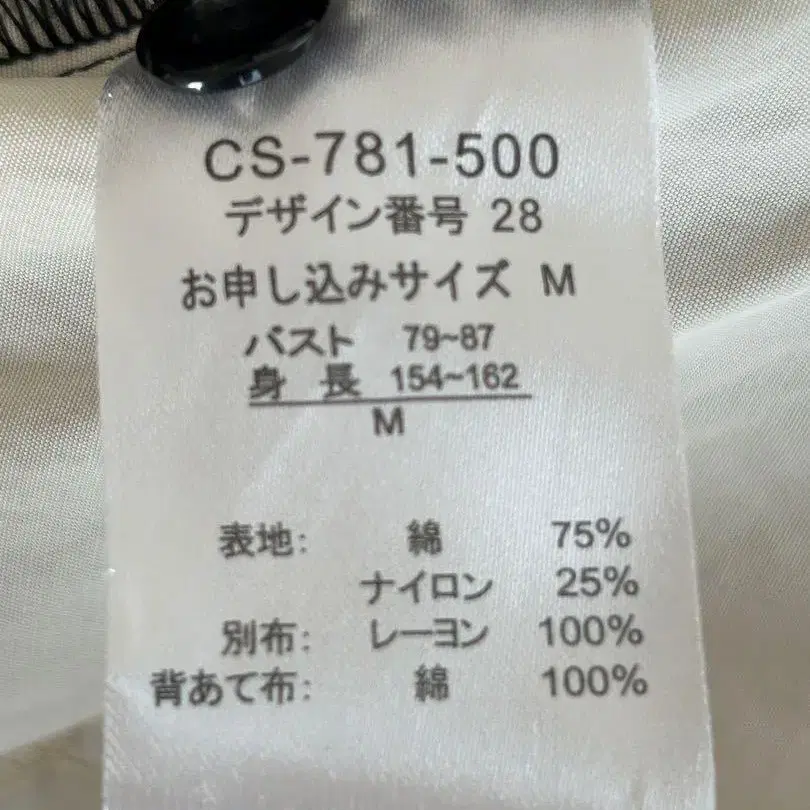 CS-781-500
デザイン番号 28
お申し込みサイズ M
バスト 79~87
身 長 154~162
M
表地: 綿 75%
ナイロン 25%
別布: レーヨン 100%
背あて布: 綿 100%